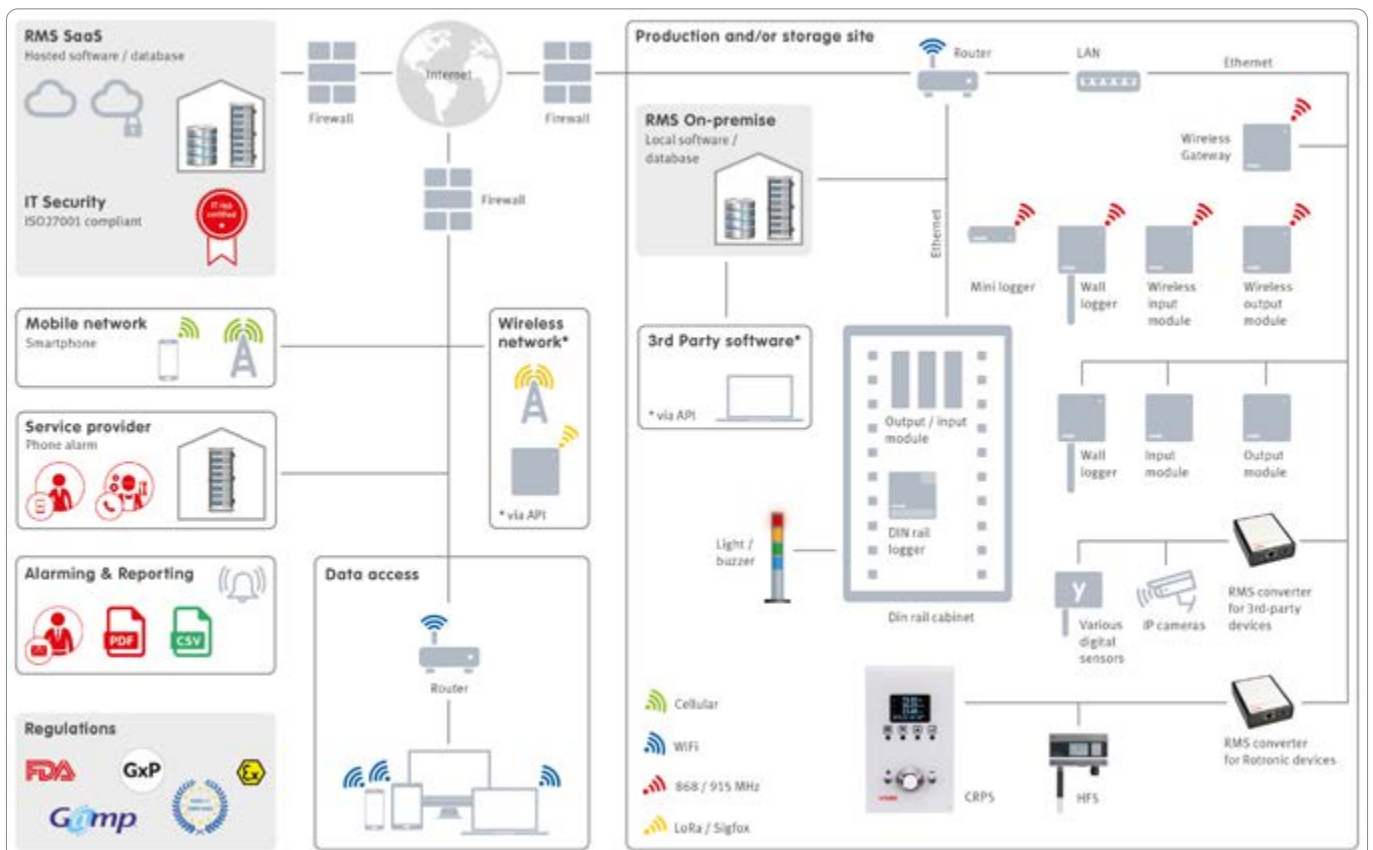 RMS SaaS
Hosted software / database
IT Security
ISO27001 compliant
IT Hub
certified
Firewall
Internet
Firewall
Firewall
Mobile network
Smartphone
Wireless
network*
* via API
Service provider
Phone alarm
Alarming & Reporting
PDF
CSV
Regulations
FDA
GxP
Ex
GAmp
Data access
Router
Production and/or storage site
Router
LAN
Ethernet
RMS On-premise
Local software /
database
Ethernet
Wireless
Gateway
Mini logger
Wall
logger
Wireless
input
module
Wireless
output
module
3rd Party software*
* via API
Output / input
module
DIN rail
logger
Din rail cabinet
Light /
buzzer
Wall
logger
Input
module
Output
module
y
Various
digital
sensors
IP cameras
RMS converter
for 3rd-party
devices
Cellular
WiFi
868 / 915 MHz
LoRa / Sigfox
CRP5
HF5
RMS converter
for Rotronic devices